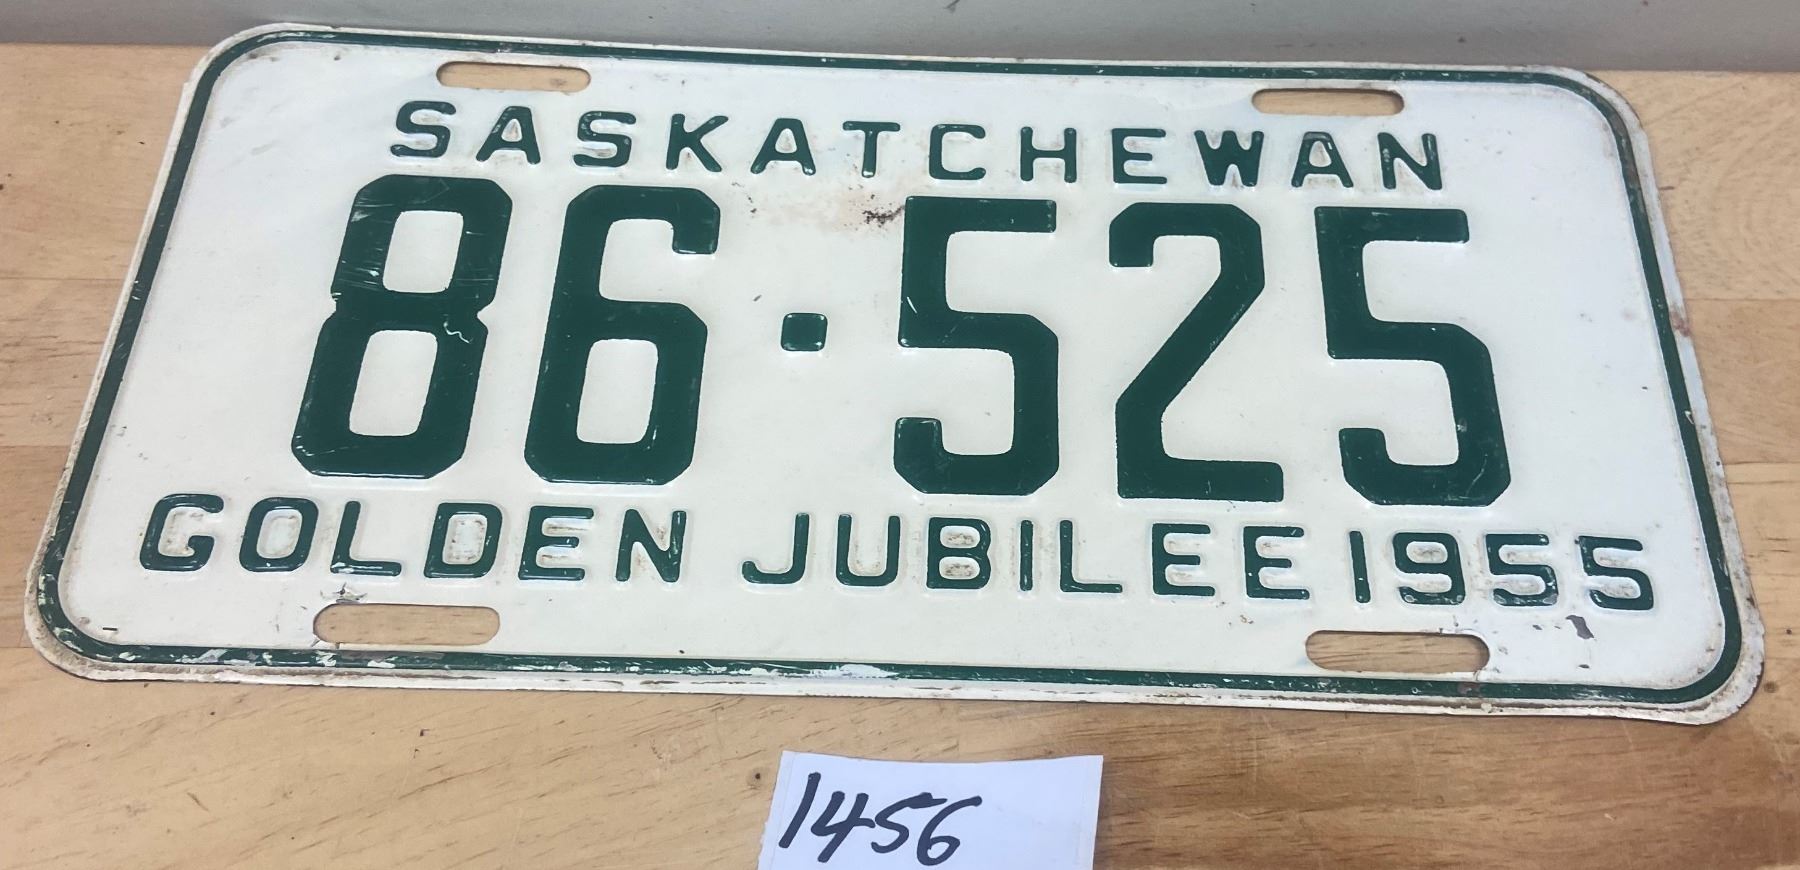 SASKATCHEWAN
86·525
GOLDEN JUBILEE 1955
1456